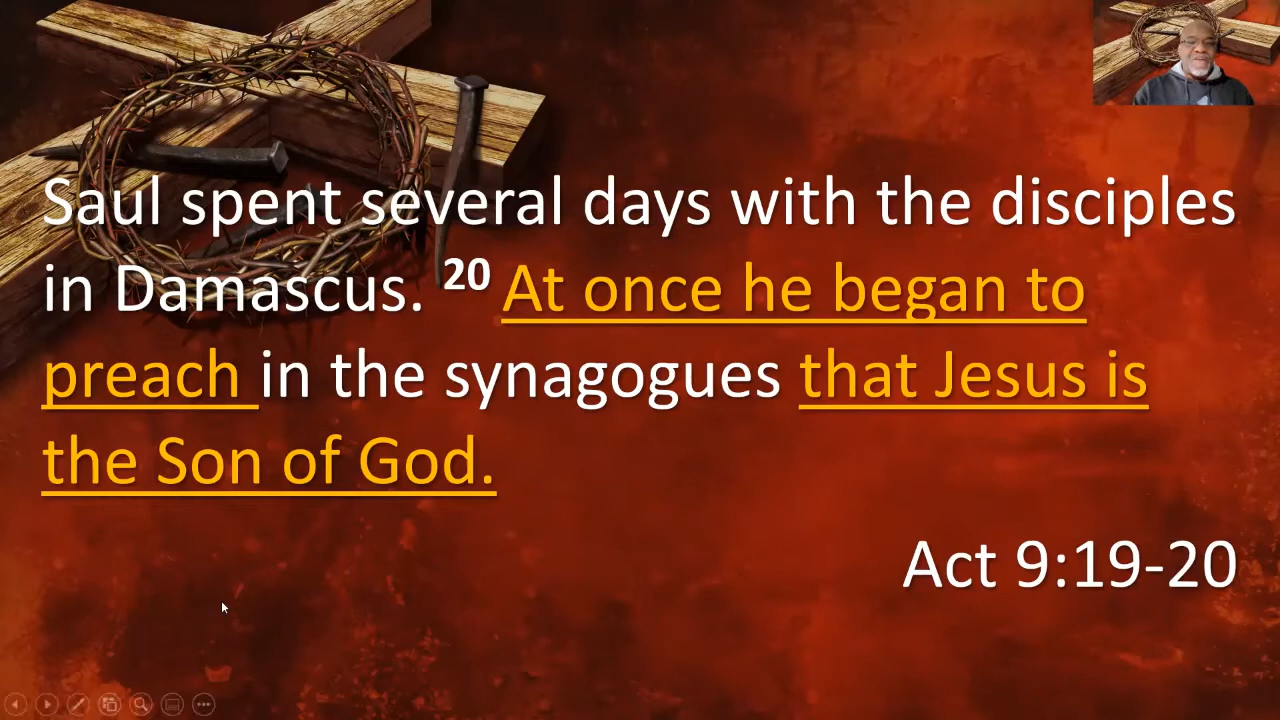 Saul spent several days with the disciples
in Damascus. 20 At once he began to
preach in the synagogues that Jesus is
the Son of God.
Act 9:19-20